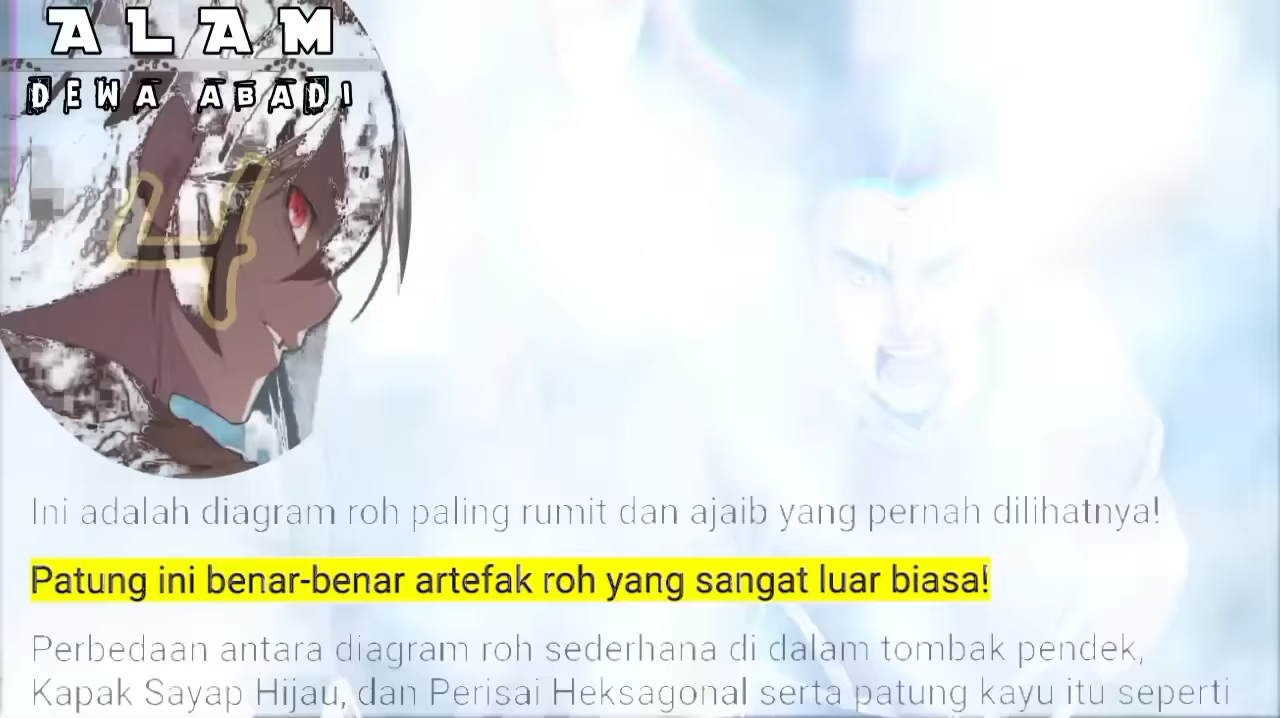 ALAM
DEWA ABADI
4
Ini adalah diagram roh paling rumit dan ajaib yang pernah dilihatnya!
Patung ini benar-benar artefak roh yang sangat luar biasa!
Perbedaan antara diagram roh sederhana di dalam tombak pendek,
Kapak Sayap Hijau, dan Perisai Heksagonal serta patung kayu itu seperti